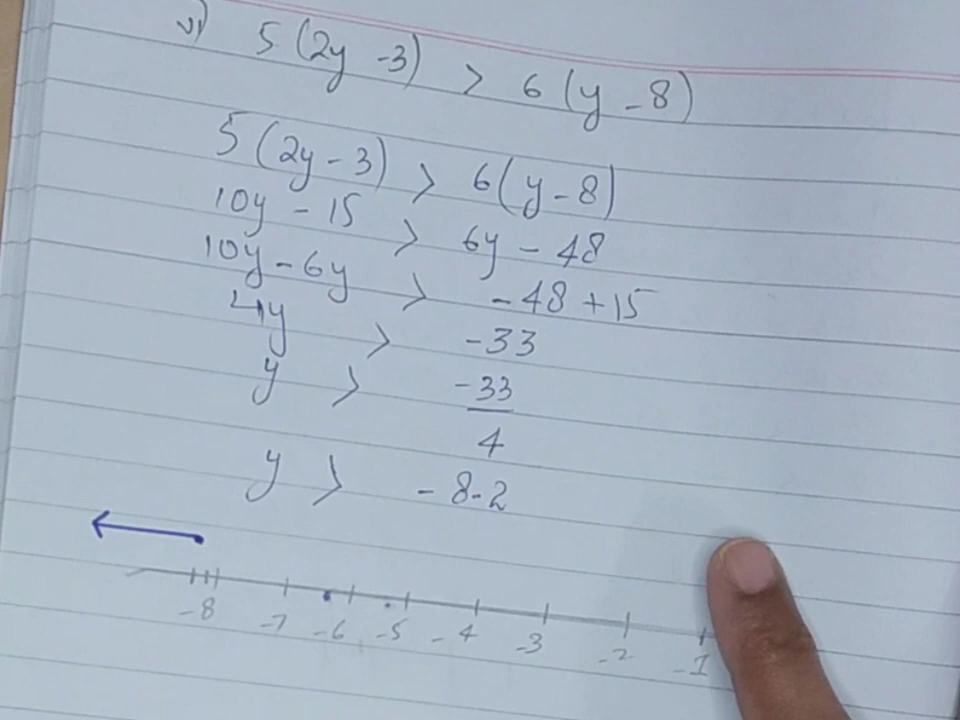 vi) 5(2y -3) > 6(y -8)
5(2y - 3) > 6(y - 8)
10y - 15 > 6y - 48
10y - 6y > - 48 + 15
4y > -33
y > -33/4
y > - 8.2
-8 -7 -6 -5 -4 -3 -2 -1